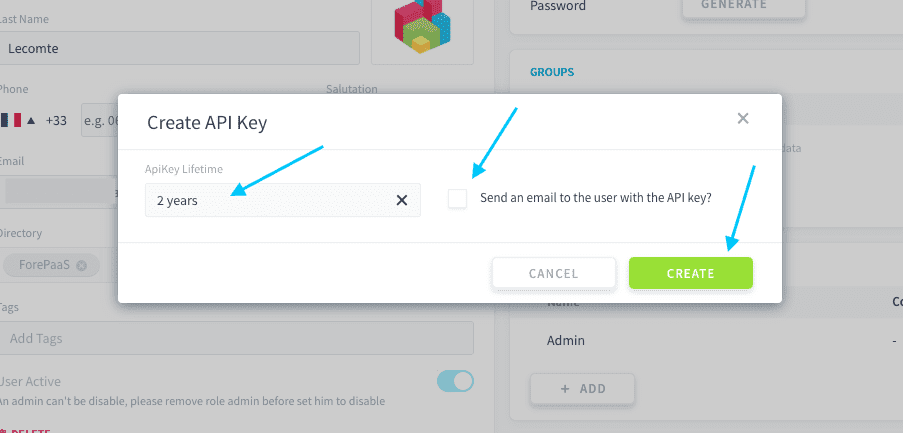 Last Name
Password
GENERATE
Lecomte
GROUPS
Phone
Salutation
+33
e.g. 06
Create API Key
data
Email
ApiKey Lifetime
2 years
Send an email to the user with the API key?
Directory
ForePaaS
CANCEL
CREATE
Name
Co
Tags
Add Tags
Admin
-
User Active
An admin can't be disable, please remove role admin before set him to disable
+ ADD
DELETE